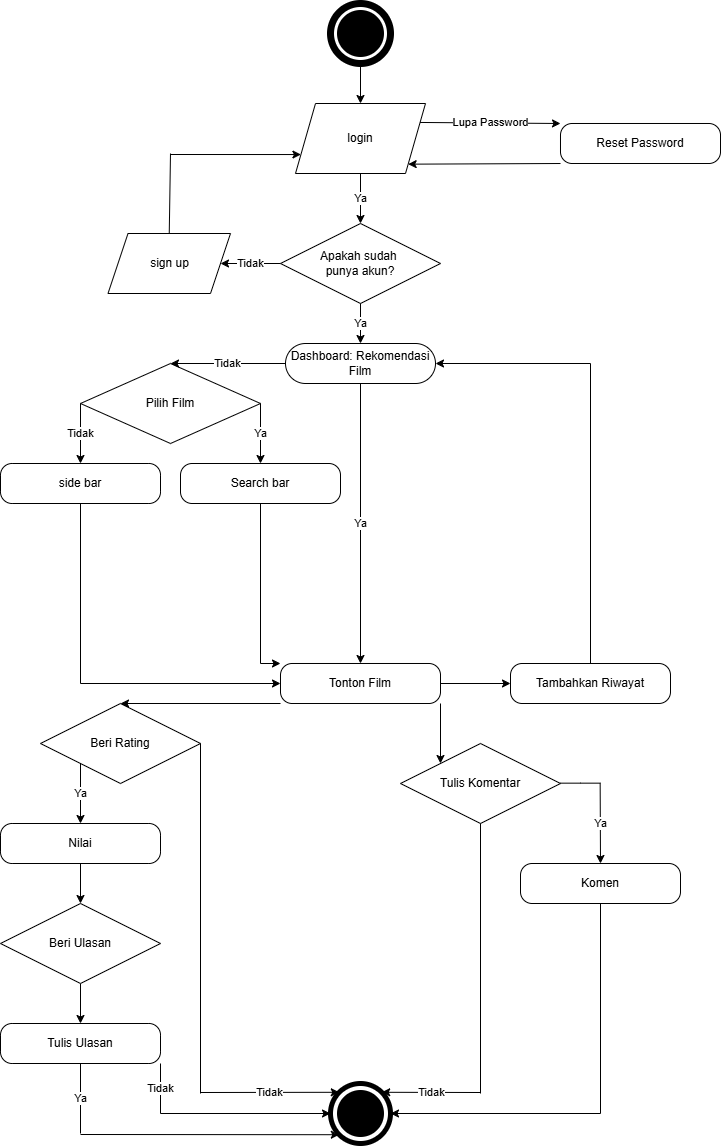 login
Lupa Password
Reset Password
Ya
sign up
Tidak
Apakah sudah
punya akun?
Ya
Dashboard: Rekomendasi
Film
Tidak
Pilih Film
Tidak
Ya
side bar
Search bar
Ya
Tonton Film
Tambahkan Riwayat
Beri Rating
Tulis Komentar
Ya
Ya
Nilai
Komen
Beri Ulasan
Tulis Ulasan
Tidak
Tidak
Tidak
Ya